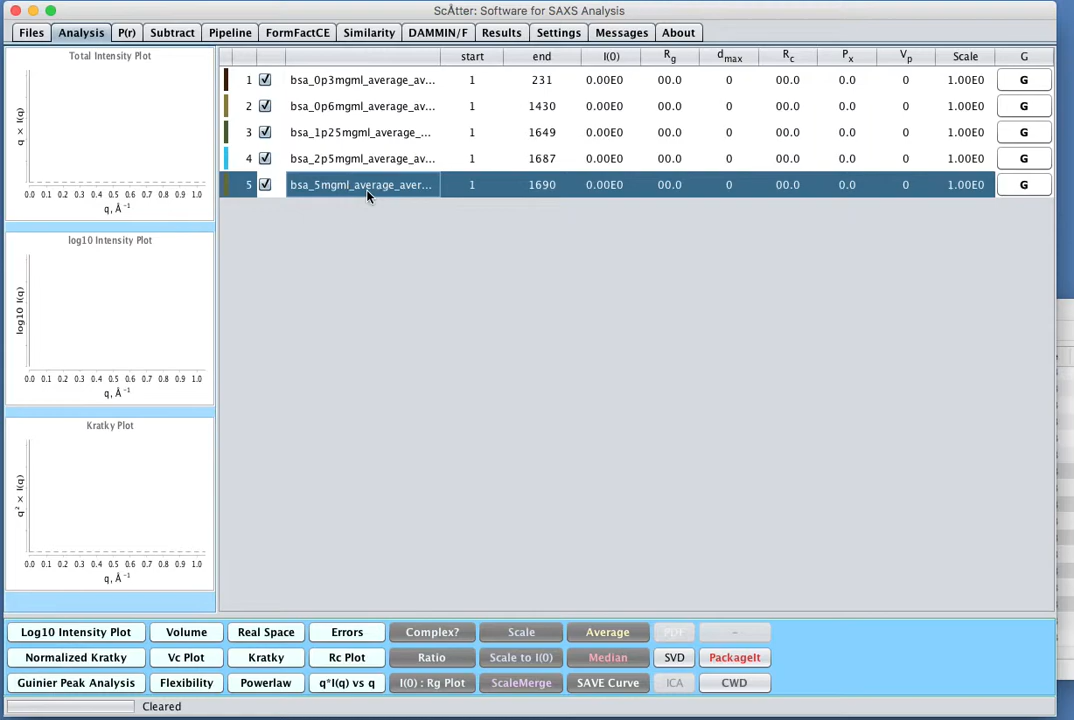 ScÅtter: Software for SAXS Analysis
Files Analysis P(r) Subtract Pipeline FormFactCE Similarity DAMMIN/F Results Settings Messages About
start end I(0) Rg dmax Rc Px Vp Scale G
1 bsa_0p3mgml_average_av... 1 231 0.00E0 00.0 0 00.0 0.0 0 1.00E0 G
2 bsa_0p6mgml_average_av... 1 1430 0.00E0 00.0 0 00.0 0.0 0 1.00E0 G
3 bsa_1p25mgml_average_... 1 1649 0.00E0 00.0 0 00.0 0.0 0 1.00E0 G
4 bsa_2p5mgml_average_av... 1 1687 0.00E0 00.0 0 00.0 0.0 0 1.00E0 G
5 bsa_5mgml_average_aver... 1 1690 0.00E0 00.0 0 00.0 0.0 0 1.00E0 G
Total Intensity Plot
q × I(q)
0.0 0.1 0.2 0.3 0.4 0.5 0.6 0.7 0.8 0.9 1.0
q, Å⁻¹
log10 Intensity Plot
log10 I(q)
0.0 0.1 0.2 0.3 0.4 0.5 0.6 0.7 0.8 0.9 1.0
q, Å⁻¹
Kratky Plot
q² × I(q)
0.0 0.1 0.2 0.3 0.4 0.5 0.6 0.7 0.8 0.9 1.0
q, Å⁻¹
Log10 Intensity Plot Volume Real Space Errors Complex? Scale Average PDF –
Normalized Kratky Vc Plot Kratky Rc Plot Ratio Scale to I(0) Median SVD PackageIt
Guinier Peak Analysis Flexibility Powerlaw q*I(q) vs q I(0) : Rg Plot ScaleMerge SAVE Curve ICA CWD
Cleared